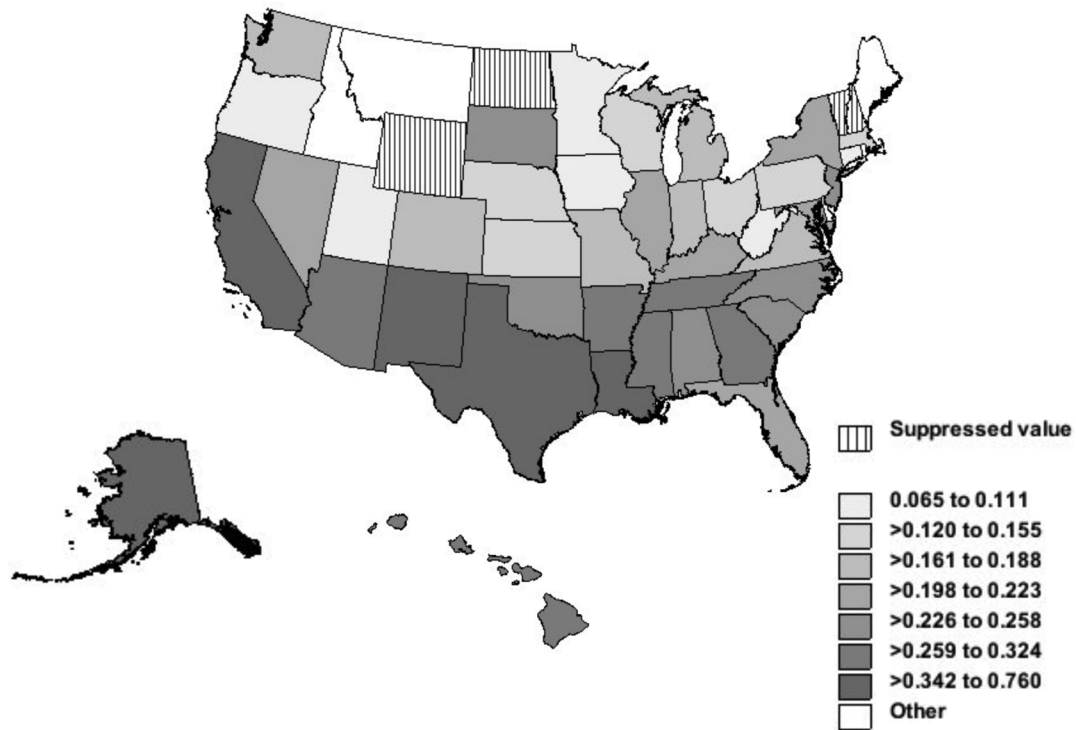 Suppressed value
0.065 to 0.111
>0.120 to 0.155
>0.161 to 0.188
>0.198 to 0.223
>0.226 to 0.258
>0.259 to 0.324
>0.342 to 0.760
Other